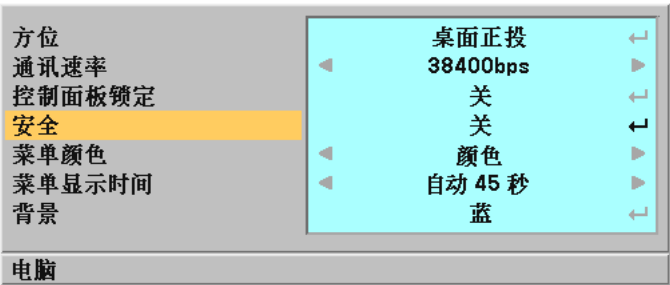 方位 桌面正投
通讯速率 38400bps
控制面板锁定 关
安全 关
菜单颜色 颜色
菜单显示时间 自动 45 秒
背景 蓝
电脑